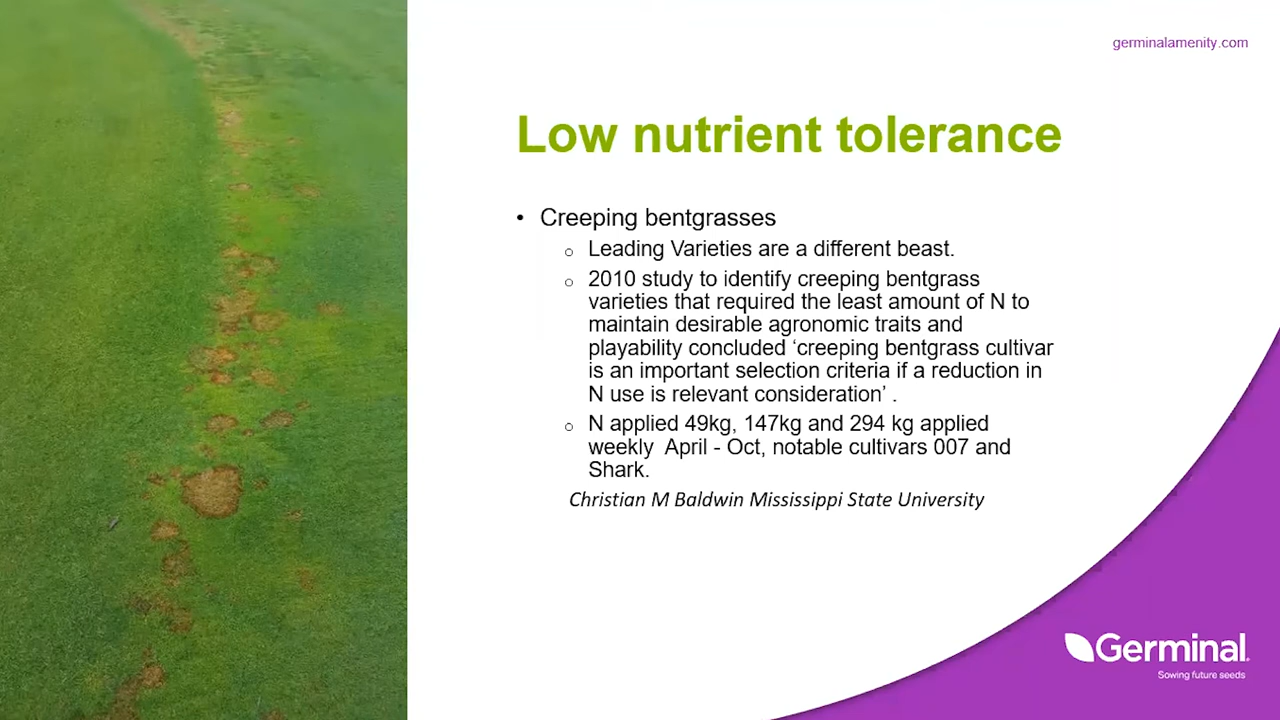 germinalamenity.com
Low nutrient tolerance
• Creeping bentgrasses
o Leading Varieties are a different beast.
o 2010 study to identify creeping bentgrass
varieties that required the least amount of N to
maintain desirable agronomic traits and
playability concluded ‘creeping bentgrass cultivar
is an important selection criteria if a reduction in
N use is relevant consideration’ .
o N applied 49kg, 147kg and 294 kg applied
weekly  April - Oct, notable cultivars 007 and
Shark.
Christian M Baldwin Mississippi State University
Germinal.
Sowing future seeds